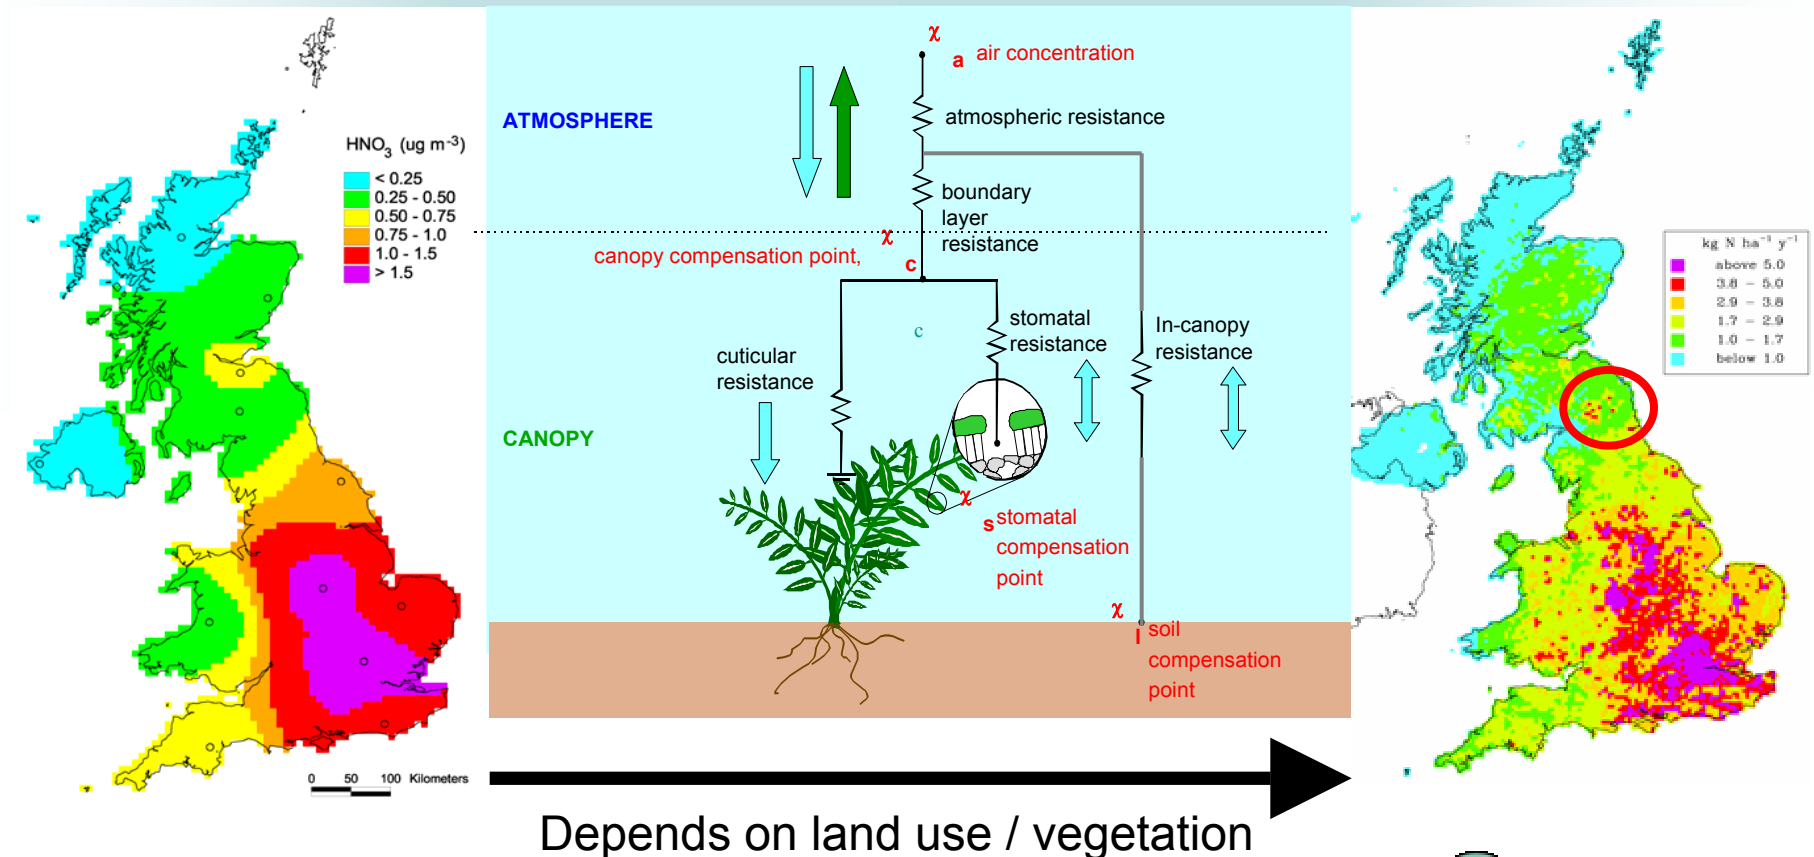 HNO3 (ug m-3)
< 0.25
0.25 - 0.50
0.50 - 0.75
0.75 - 1.0
1.0 - 1.5
> 1.5
0 50 100 Kilometers
χ
a air concentration
ATMOSPHERE
atmospheric resistance
boundary
layer
resistance
χ
canopy compensation point,
c
c
stomatal
resistance
In-canopy
resistance
cuticular
resistance
CANOPY
χ
s stomatal
compensation
point
χ
l soil
compensation
point
kg N ha⁻¹ y⁻¹
above 5.0
3.8 - 5.0
2.9 - 3.8
1.7 - 2.9
1.0 - 1.7
below 1.0
Depends on land use / vegetation